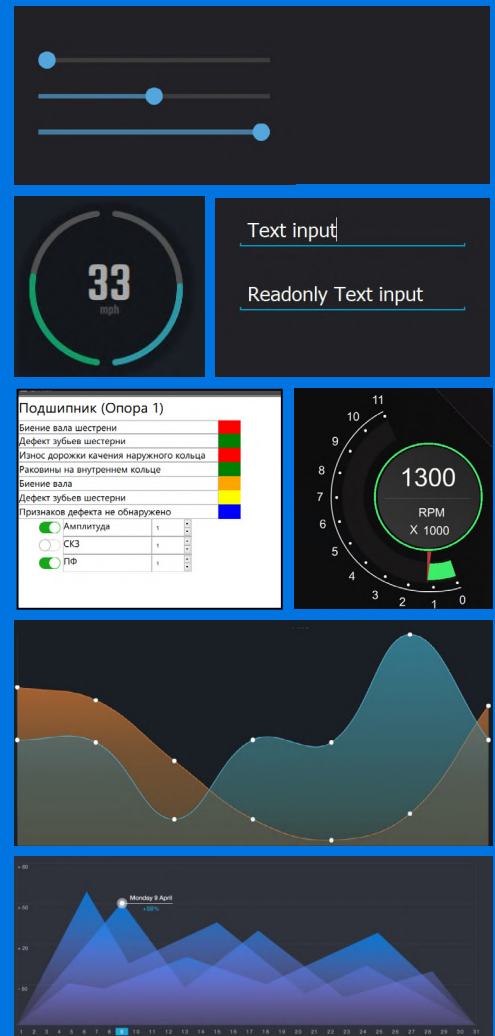 33
mph
Text input
Readonly Text input
Подшипник (Опора 1)
Биение вала шестрени
Дефект зубьев шестерни
Износ дорожки качения наружного кольца
Раковины на внутреннем кольце
Биение вала
Дефект зубьев шестерни
Признаков дефекта не обнаружено
Амплитуда 1
СКЗ 1
ПФ 1
11
10
9
8
7
6
5
4
3
2
1
0
1300
RPM
X 1000
Monday 9 April
+ 50
+ 20
1 2 3 4 5 6 7 8 9 10 11 12 13 14 15 16 17 18 19 20 21 22 23 24 25 26 27 28 29 30 31